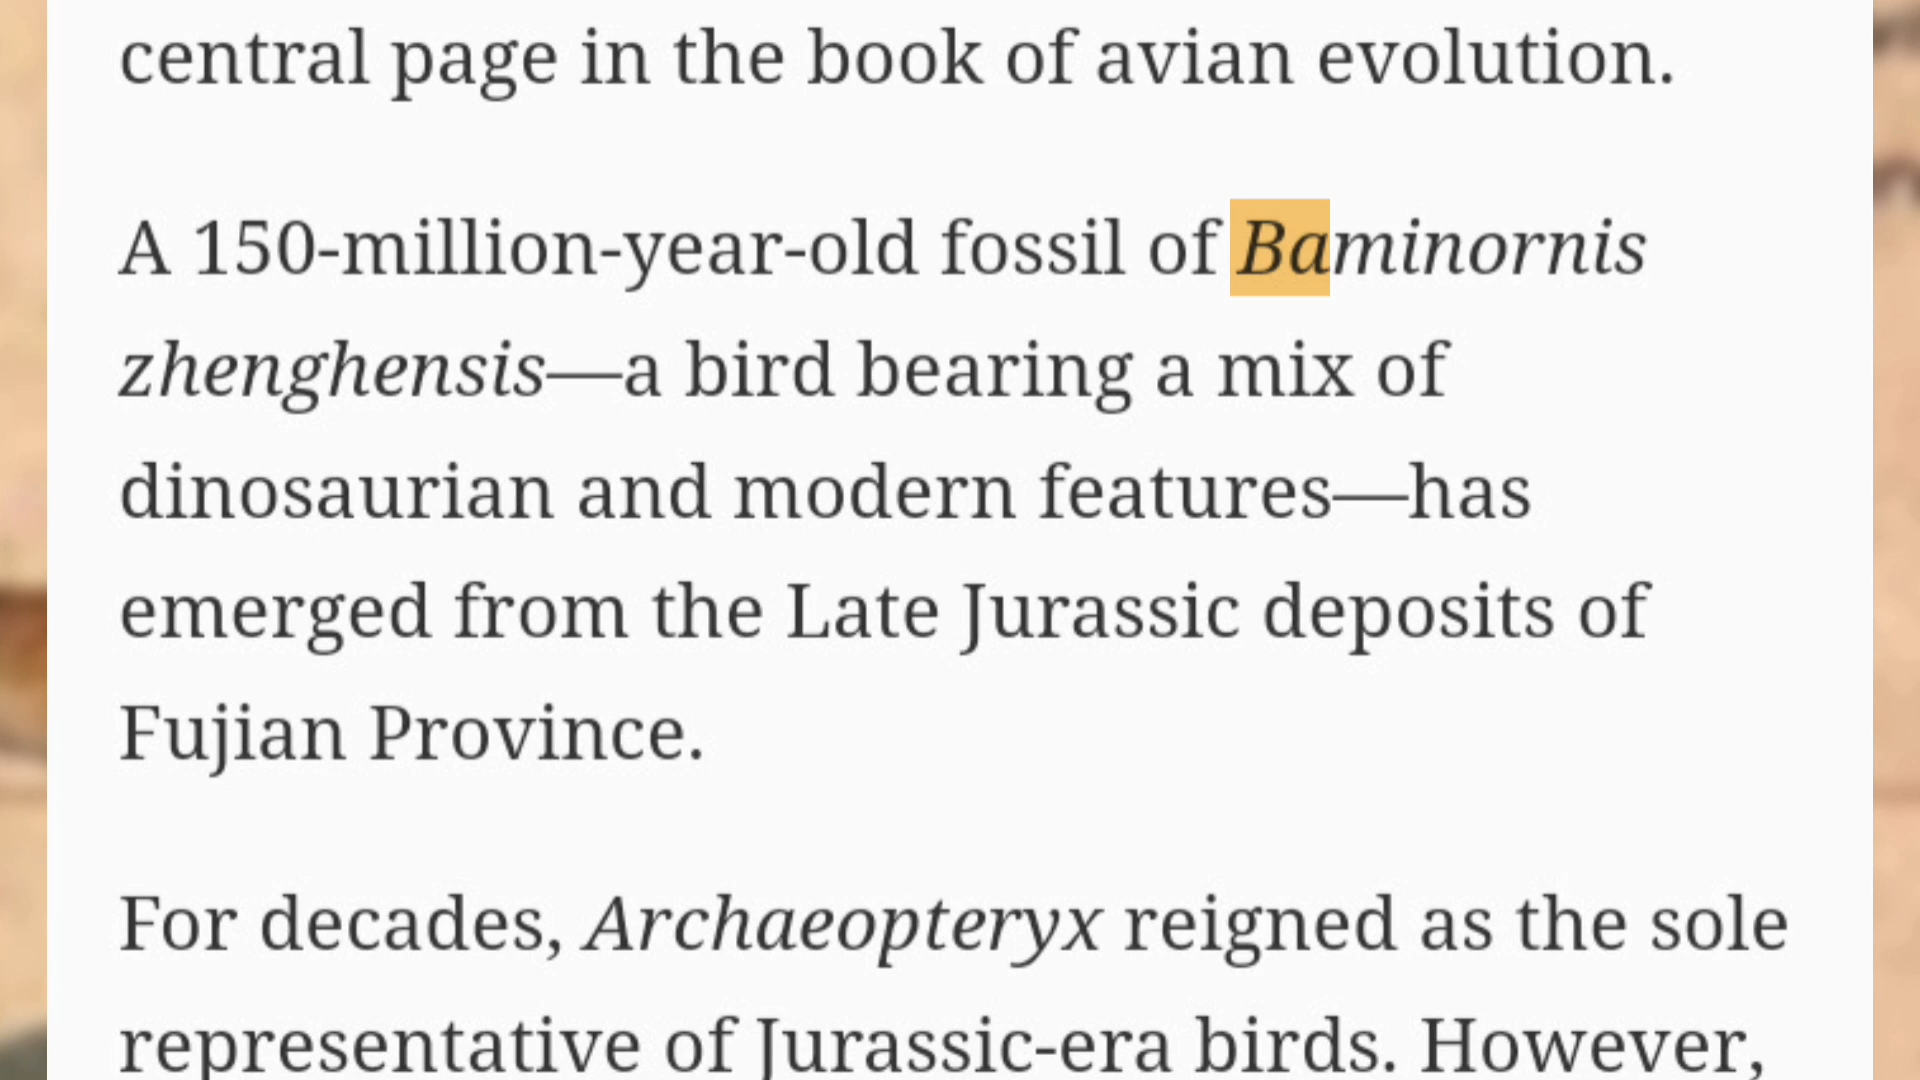 central page in the book of avian evolution.
A 150-million-year-old fossil of Baminornis
zhenghensis—a bird bearing a mix of
dinosaurian and modern features—has
emerged from the Late Jurassic deposits of
Fujian Province.
For decades, Archaeopteryx reigned as the sole
representative of Jurassic-era birds. However,